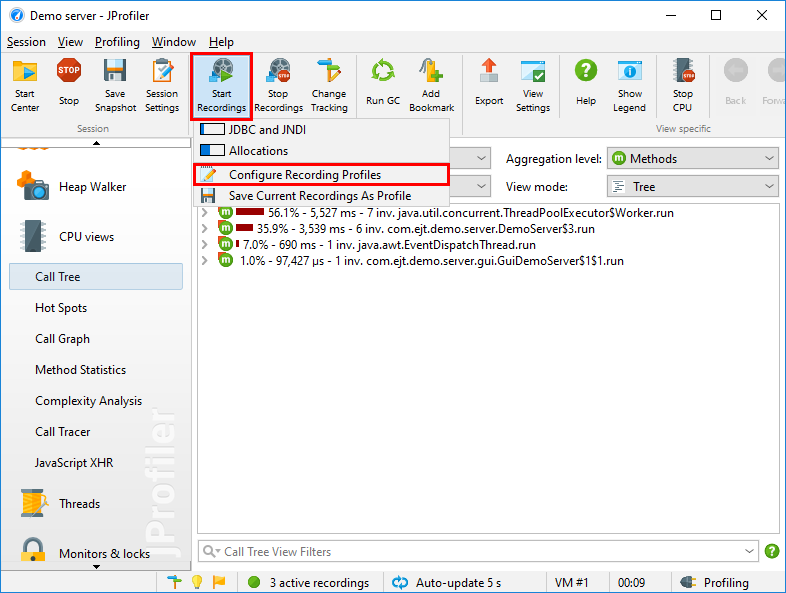 Demo server - JProfiler
Session View Profiling Window Help
Start Center
Stop
Save Snapshot
Session Settings
Start Recordings
Stop Recordings
Change Tracking
Run GC
Add Bookmark
Export
View Settings
Help
Show Legend
Stop CPU
Back
Session
View specific
JDBC and JNDI
Allocations
Configure Recording Profiles
Save Current Recordings As Profile
Aggregation level: Methods
View mode: Tree
Heap Walker
CPU views
Call Tree
Hot Spots
Call Graph
Method Statistics
Complexity Analysis
Call Tracer
JavaScript XHR
Threads
Monitors & locks
JProfiler
56.1% - 5,527 ms - 7 inv. java.util.concurrent.ThreadPoolExecutor$Worker.run
35.9% - 3,539 ms - 6 inv. com.ejt.demo.server.DemoServer$3.run
7.0% - 690 ms - 1 inv. java.awt.EventDispatchThread.run
1.0% - 97,427 µs - 1 inv. com.ejt.demo.server.gui.GuiDemoServer$1$1.run
Call Tree View Filters
3 active recordings
Auto-update 5 s
VM #1
00:09
Profiling